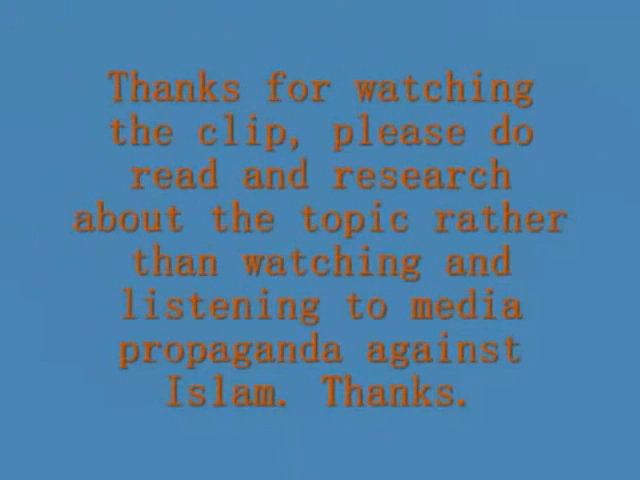 Thanks for watching
the clip, please do
read and research
about the topic rather
than watching and
listening to media
propaganda against
Islam. Thanks.